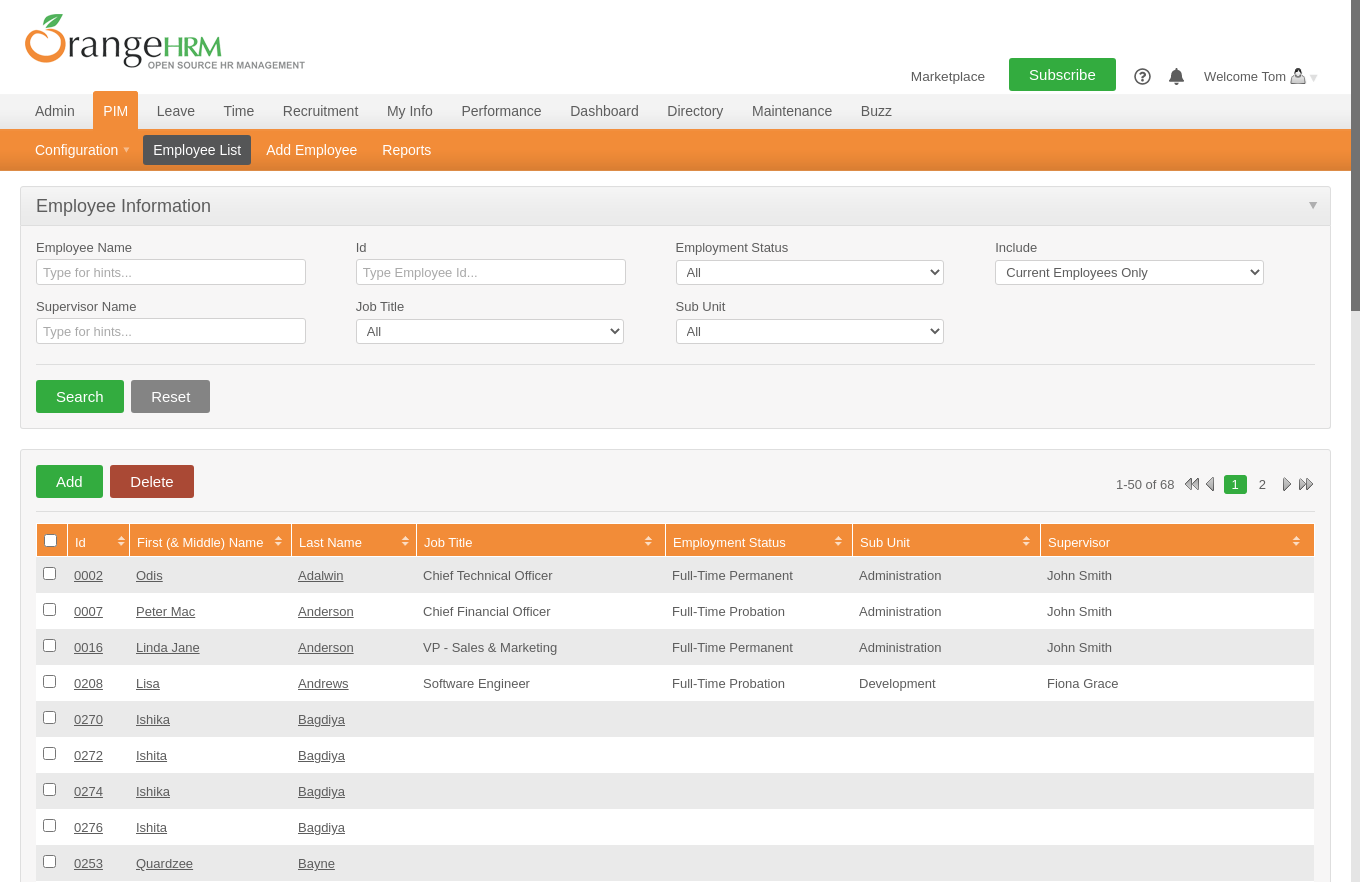 OrangeHRM
OPEN SOURCE HR MANAGEMENT
Marketplace Subscribe Welcome Tom
Admin PIM Leave Time Recruitment My Info Performance Dashboard Directory Maintenance Buzz
Configuration Employee List Add Employee Reports
Employee Information
Employee Name Id Employment Status Include
Type for hints... Type Employee Id... All Current Employees Only
Supervisor Name Job Title Sub Unit
Type for hints... All All
Search Reset
Add Delete 1-50 of 68 1 2
Id First (& Middle) Name Last Name Job Title Employment Status Sub Unit Supervisor
0002 Odis Adalwin Chief Technical Officer Full-Time Permanent Administration John Smith
0007 Peter Mac Anderson Chief Financial Officer Full-Time Probation Administration John Smith
0016 Linda Jane Anderson VP - Sales & Marketing Full-Time Permanent Administration John Smith
0208 Lisa Andrews Software Engineer Full-Time Probation Development Fiona Grace
0270 Ishika Bagdiya
0272 Ishita Bagdiya
0274 Ishika Bagdiya
0276 Ishita Bagdiya
0253 Quardzee Bayne